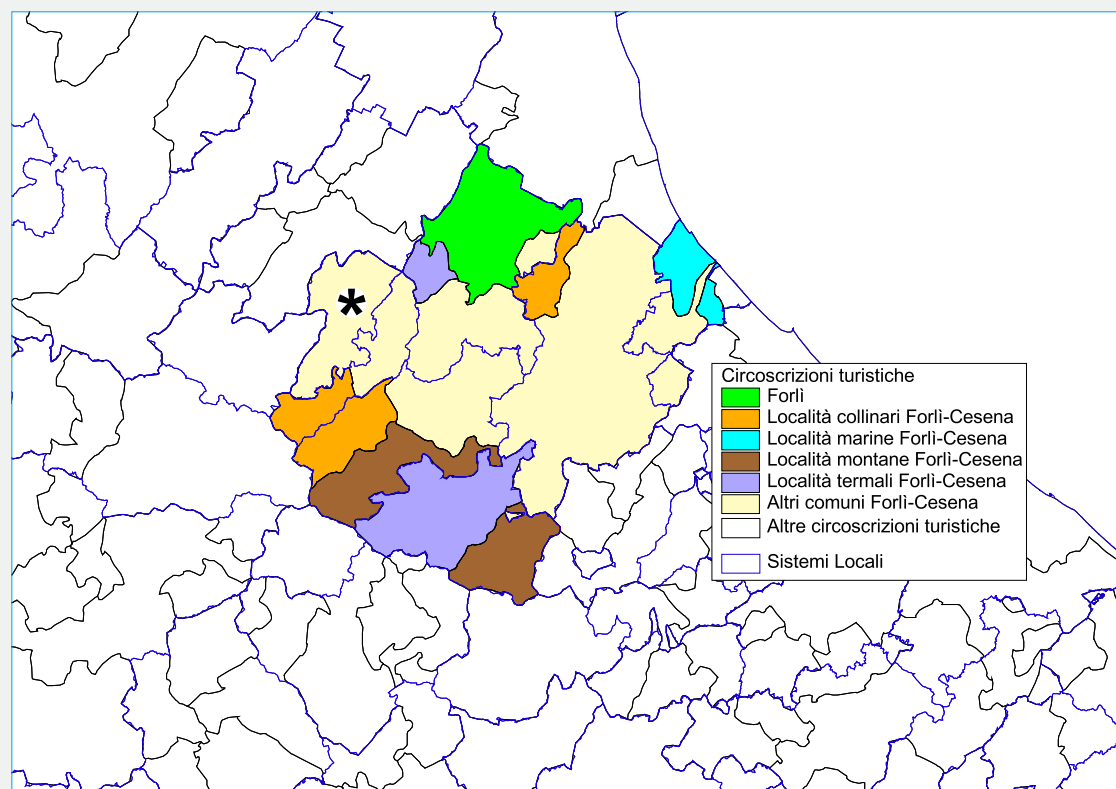 *
Circoscrizioni turistiche
Forlì
Località collinari Forlì-Cesena
Località marine Forlì-Cesena
Località montane Forlì-Cesena
Località termali Forlì-Cesena
Altri comuni Forlì-Cesena
Altre circoscrizioni turistiche
Sistemi Locali